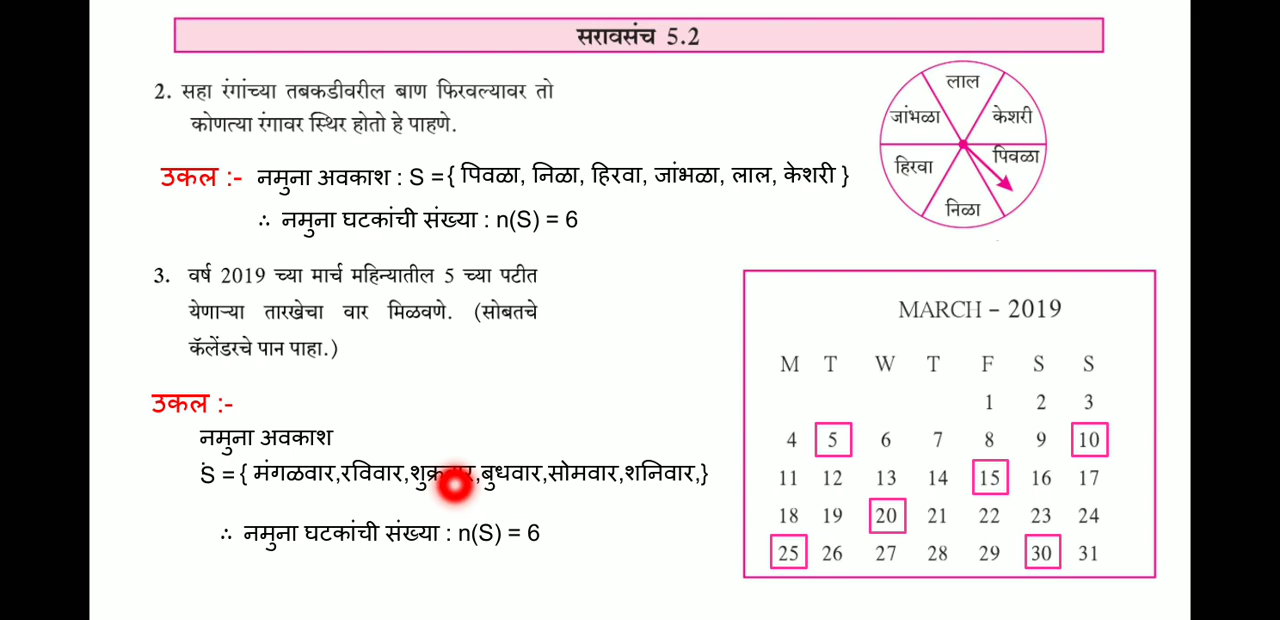 सरावसंच 5.2
2. सहा रंगांच्या तबकडीवरील बाण फिरवल्यावर तो
कोणत्या रंगावर स्थिर होतो हे पाहणे.
लाल
जांभळा केशरी
हिरवा पिवळा
निळा
उकल :- नमुना अवकाश : S ={ पिवळा, निळा, हिरवा, जांभळा, लाल, केशरी }
∴ नमुना घटकांची संख्या : n(S) = 6
3. वर्ष 2019 च्या मार्च महिन्यातील 5 च्या पटीत
येणाऱ्या तारखेचा वार मिळवणे. (सोबतचे
कॅलेंडरचे पान पाहा.)
उकल :-
नमुना अवकाश
S = { मंगळवार,रविवार,शुक्रवार,बुधवार,सोमवार,शनिवार,}
∴ नमुना घटकांची संख्या : n(S) = 6
MARCH – 2019
M T W T F S S
1 2 3
4 5 6 7 8 9 10
11 12 13 14 15 16 17
18 19 20 21 22 23 24
25 26 27 28 29 30 31